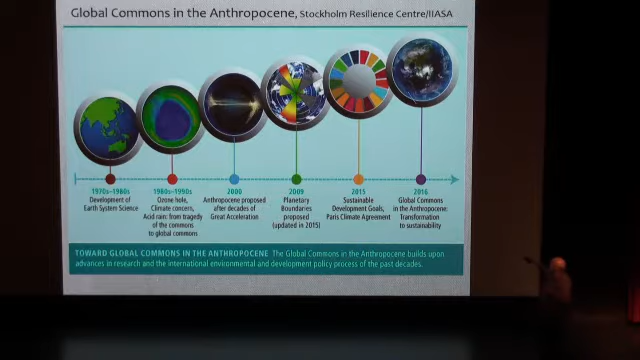 Global Commons in the Anthropocene, Stockholm Resilience Centre/IIASA
1970s–1980s
Development of
Earth System Science
1980s–1990s
Ozone hole,
Climate concern,
Acid rain: from tragedy
of the commons
to global commons
2000
Anthropocene proposed
after decades of
Great Acceleration
2009
Planetary
Boundaries
proposed
(updated in 2015)
2015
Sustainable
Development Goals,
Paris Climate Agreement
2016
Global Commons
in the Anthropocene:
Transformation
to sustainability
TOWARD GLOBAL COMMONS IN THE ANTHROPOCENE The Global Commons in the Anthropocene builds upon
advances in research and the international environmental and development policy process of the past decades.